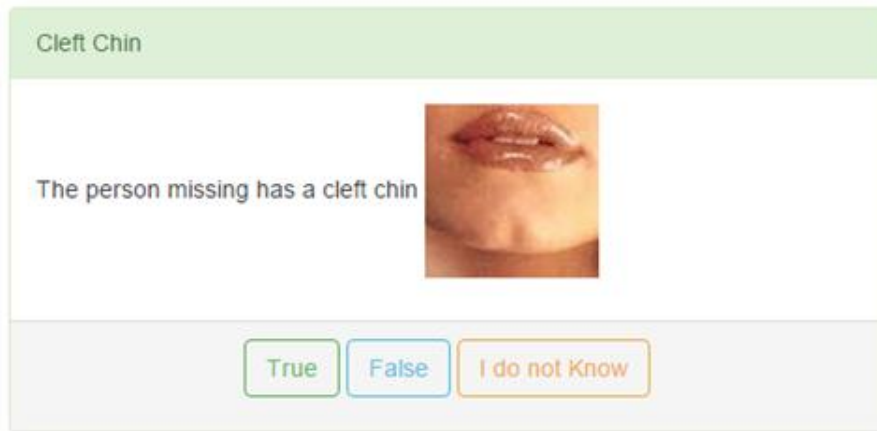 Cleft Chin
The person missing has a cleft chin
True False I do not Know